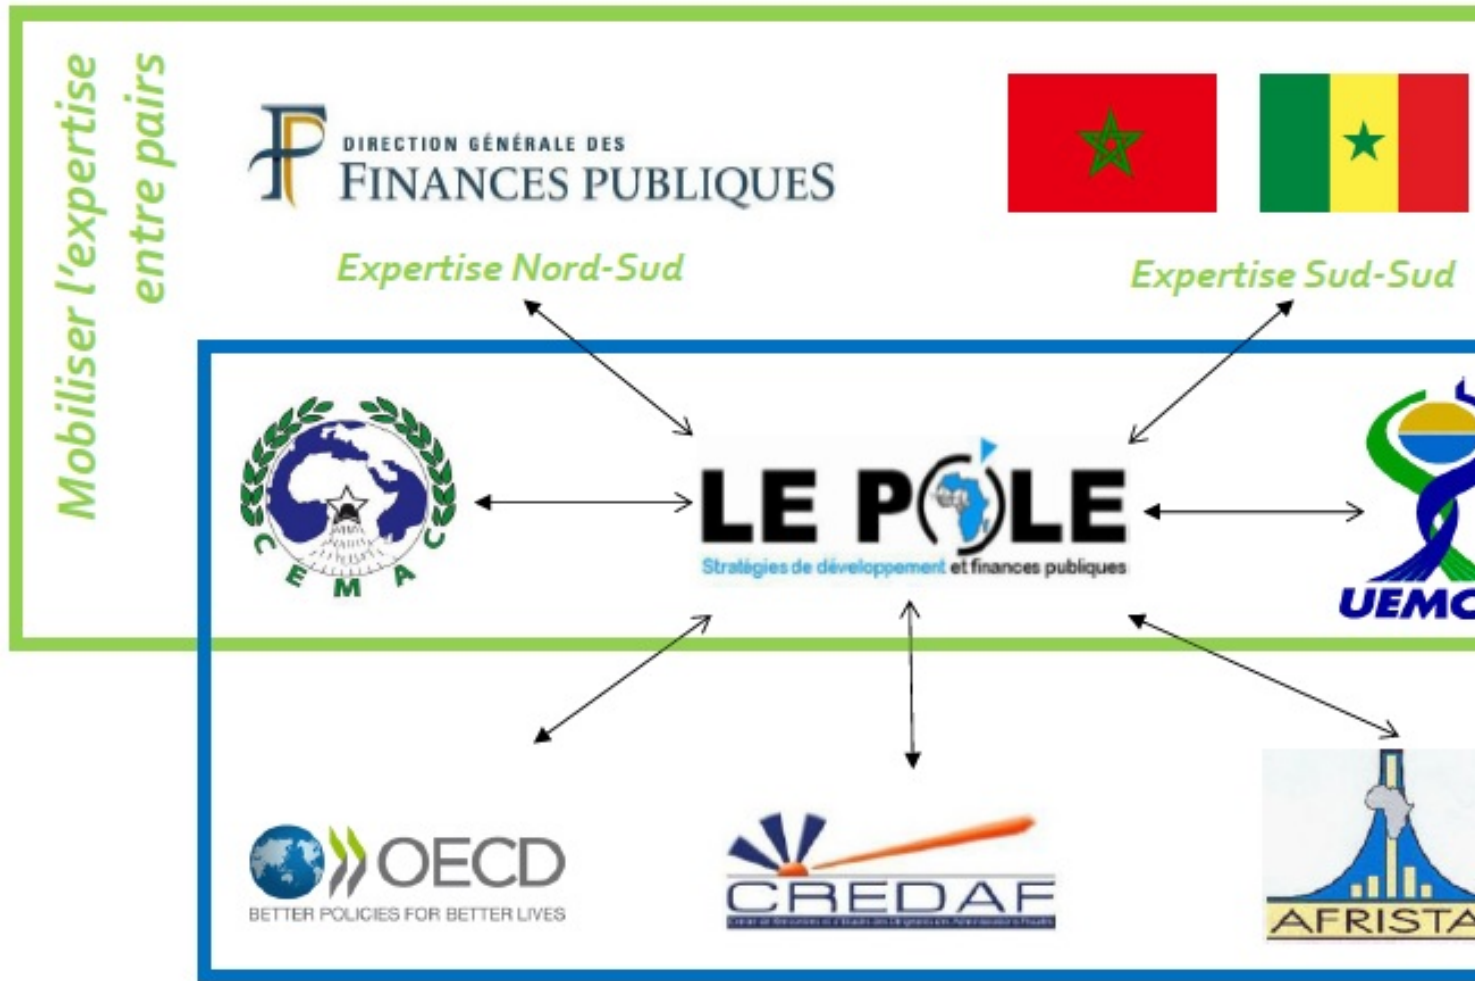 Mobiliser l'expertise
entre pairs
DIRECTION GÉNÉRALE DES
FINANCES PUBLIQUES
Expertise Nord-Sud
Expertise Sud-Sud
CEMAC
LE PÔLE
Stratégies de développement et finances publiques
UEMO
OECD
BETTER POLICIES FOR BETTER LIVES
CREDAF
AFRISTA